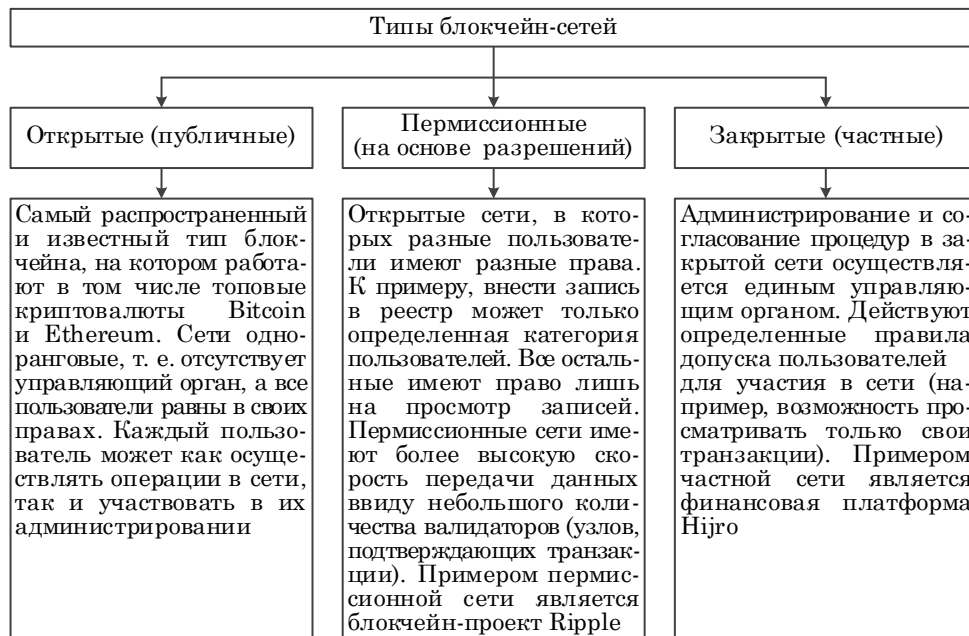 Типы блокчейн-сетей
Открытые (публичные)
Пермиссионные
(на основе разрешений)
Закрытые (частные)
Самый распространенный
и известный тип блок-
чейна, на котором работа-
ют в том числе топовые
криптовалюты Bitcoin
и Ethereum. Сети одно-
ранговые, т. е. отсутствует
управляющий орган, а все
пользователи равны в своих
правах. Каждый пользо-
ватель может как осуще-
ствлять операции в сети,
так и участвовать в их
администрировании
Открытые сети, в кото-
рых разные пользовате-
ли имеют разные права.
К примеру, внести запись
в реестр может только
определенная категория
пользователей. Все осталь-
ные имеют право лишь
на просмотр записей.
Пермиссионные сети име-
ют более высокую ско-
рость передачи данных
ввиду небольшого коли-
чества валидаторов (узлов,
подтверждающих транзак-
ции). Примером пермис-
сионной сети является
блокчейн-проект Ripple
Администрирование и со-
гласование процедур в за-
крытой сети осуществля-
ется единым управляю-
щим органом. Действуют
определенные правила
допуска пользователей
для участия в сети (на-
пример, возможность про-
сматривать только свои
транзакции). Примером
частной сети является
финансовая платформа
Hijro